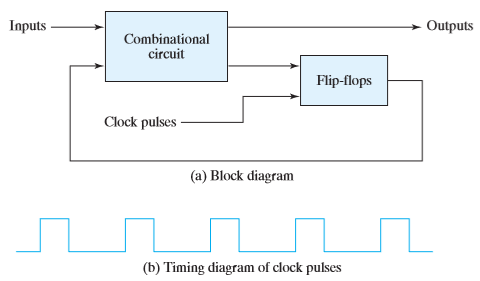 Inputs
Combinational
circuit
Outputs
Flip-flops
Clock pulses
(a) Block diagram
(b) Timing diagram of clock pulses